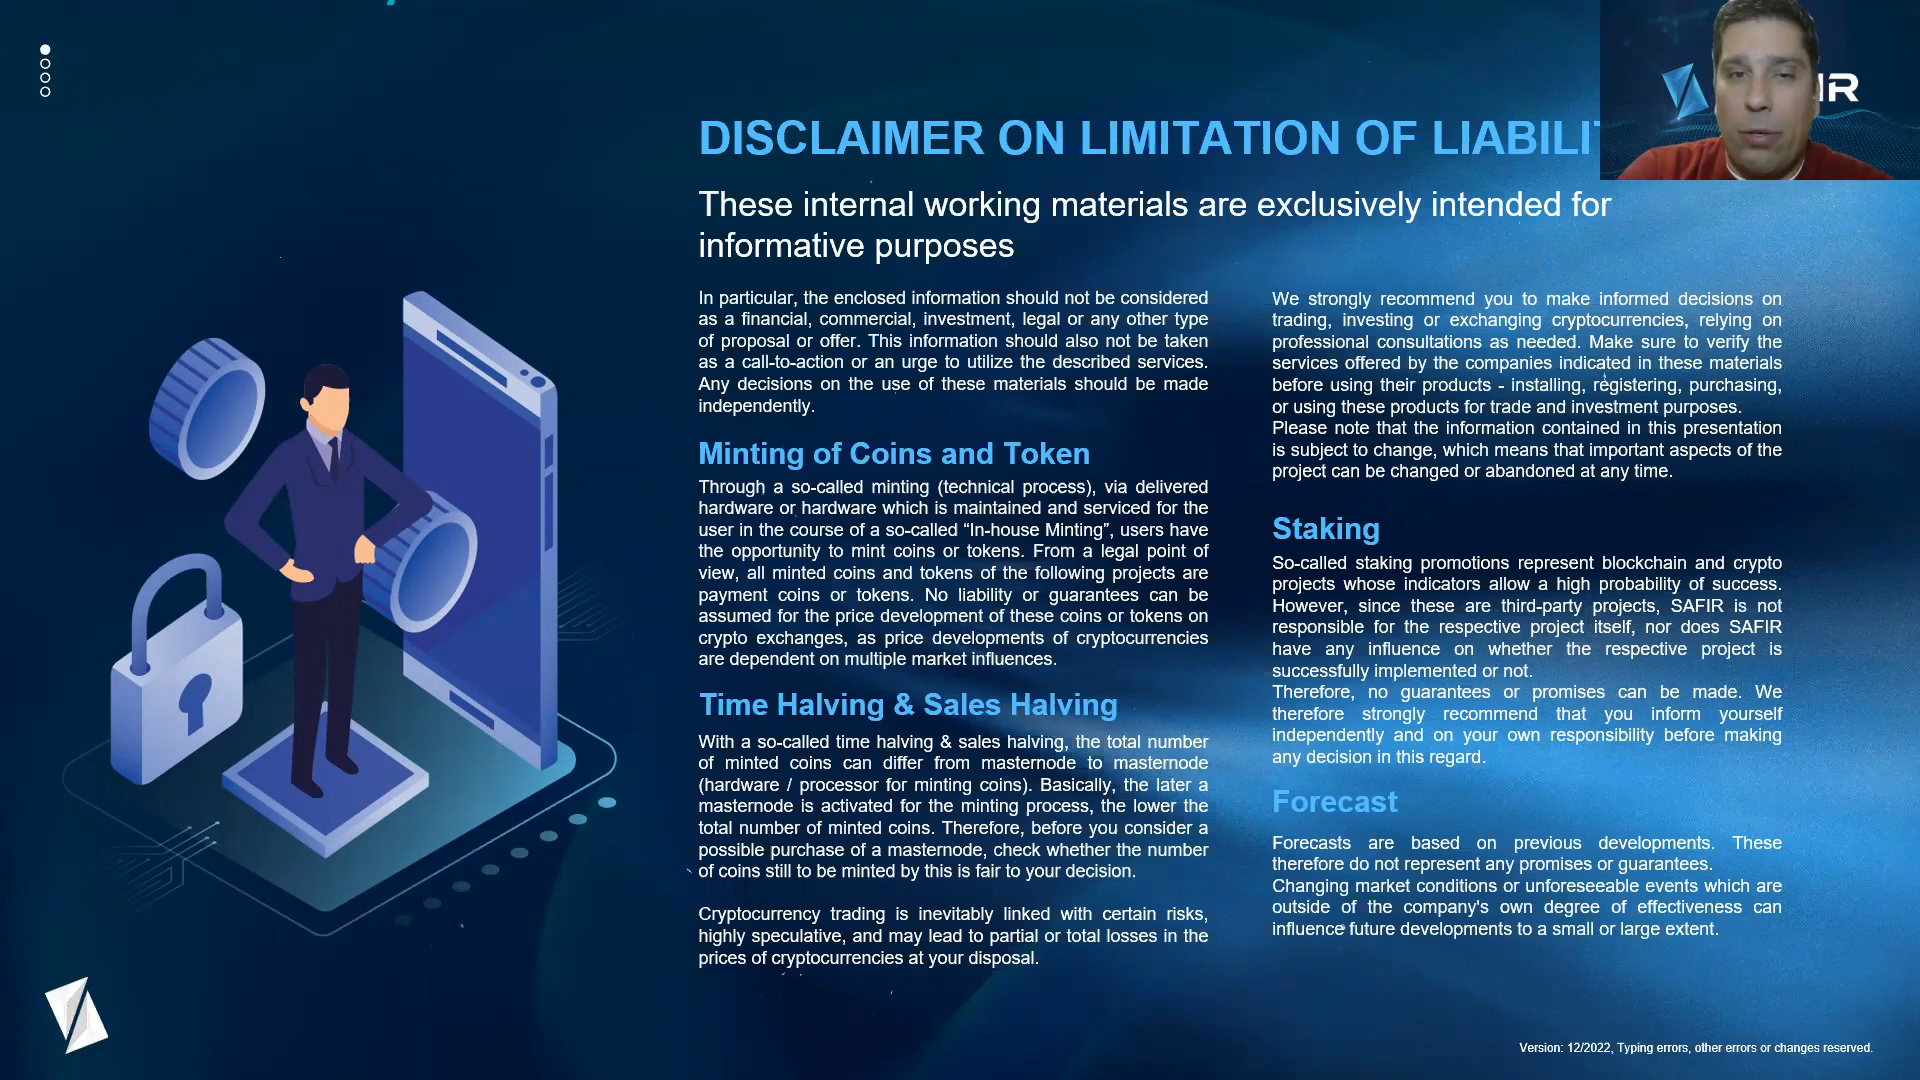 IR
DISCLAIMER ON LIMITATION OF
These internal working materials are exclusively intended for
informative purposes
In particular, the enclosed information should not be considered
as a financial, commercial, investment, legal or any other type
of proposal or offer. This information should also not be taken
as a call-to-action or an urge to utilize the described services.
Any decisions on the use of these materials should be made
independently.
Minting of Coins and Token
Through a so-called minting (technical process), via delivered
hardware or hardware which is maintained and serviced for the
user in the course of a so-called “In-house Minting”, users have
the opportunity to mint coins or tokens. From a legal point of
view, all minted coins and tokens of the following projects are
payment coins or tokens. No liability or guarantees can be
assumed for the price development of these coins or tokens on
crypto exchanges, as price developments of cryptocurrencies
are dependent on multiple market influences.
Time Halving & Sales Halving
With a so-called time halving & sales halving, the total number
of minted coins can differ from masternode to masternode
(hardware / processor for minting coins). Basically, the later a
masternode is activated for the minting process, the lower the
total number of minted coins. Therefore, before you consider a
possible purchase of a masternode, check whether the number
of coins still to be minted by this is fair to your decision.
Cryptocurrency trading is inevitably linked with certain risks,
highly speculative, and may lead to partial or total losses in the
prices of cryptocurrencies at your disposal.
We strongly recommend you to make informed decisions on
trading, investing or exchanging cryptocurrencies, relying on
professional consultations as needed. Make sure to verify the
services offered by the companies indicated in these materials
before using their products - installing, registering, purchasing,
or using these products for trade and investment purposes.
Please note that the information contained in this presentation
is subject to change, which means that important aspects of the
project can be changed or abandoned at any time.
Staking
So-called staking promotions represent blockchain and crypto
projects whose indicators allow a high probability of success.
However, since these are third-party projects, SAFIR is not
responsible for the respective project itself, nor does SAFIR
have any influence on whether the respective project is
successfully implemented or not.
Therefore, no guarantees or promises can be made. We
therefore strongly recommend that you inform yourself
independently and on your own responsibility before making
any decision in this regard.
Forecast
Forecasts are based on previous developments. These
therefore do not represent any promises or guarantees.
Changing market conditions or unforeseeable events which are
outside of the company's own degree of effectiveness can
influence future developments to a small or large extent.
Version: 12/2022, Typing errors, other errors or changes reserved.